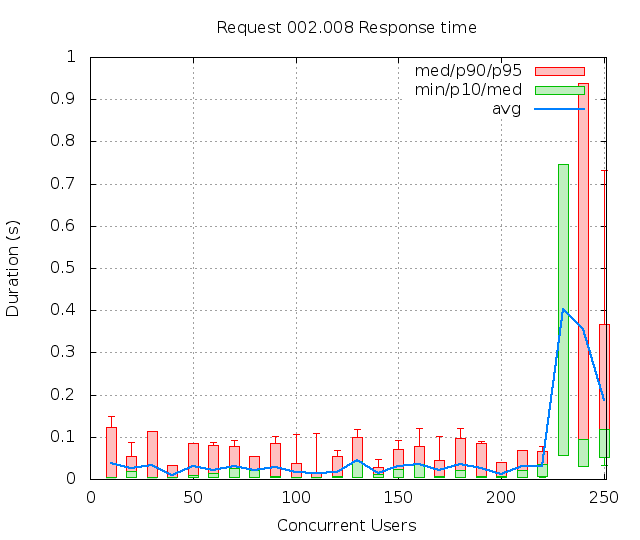 Request 002.008 Response time
med/p90/p95
min/p10/med
avg
1
0.9
0.8
0.7
0.6
0.5
0.4
0.3
0.2
0.1
0
Duration (s)
0 50 100 150 200 250
Concurrent Users